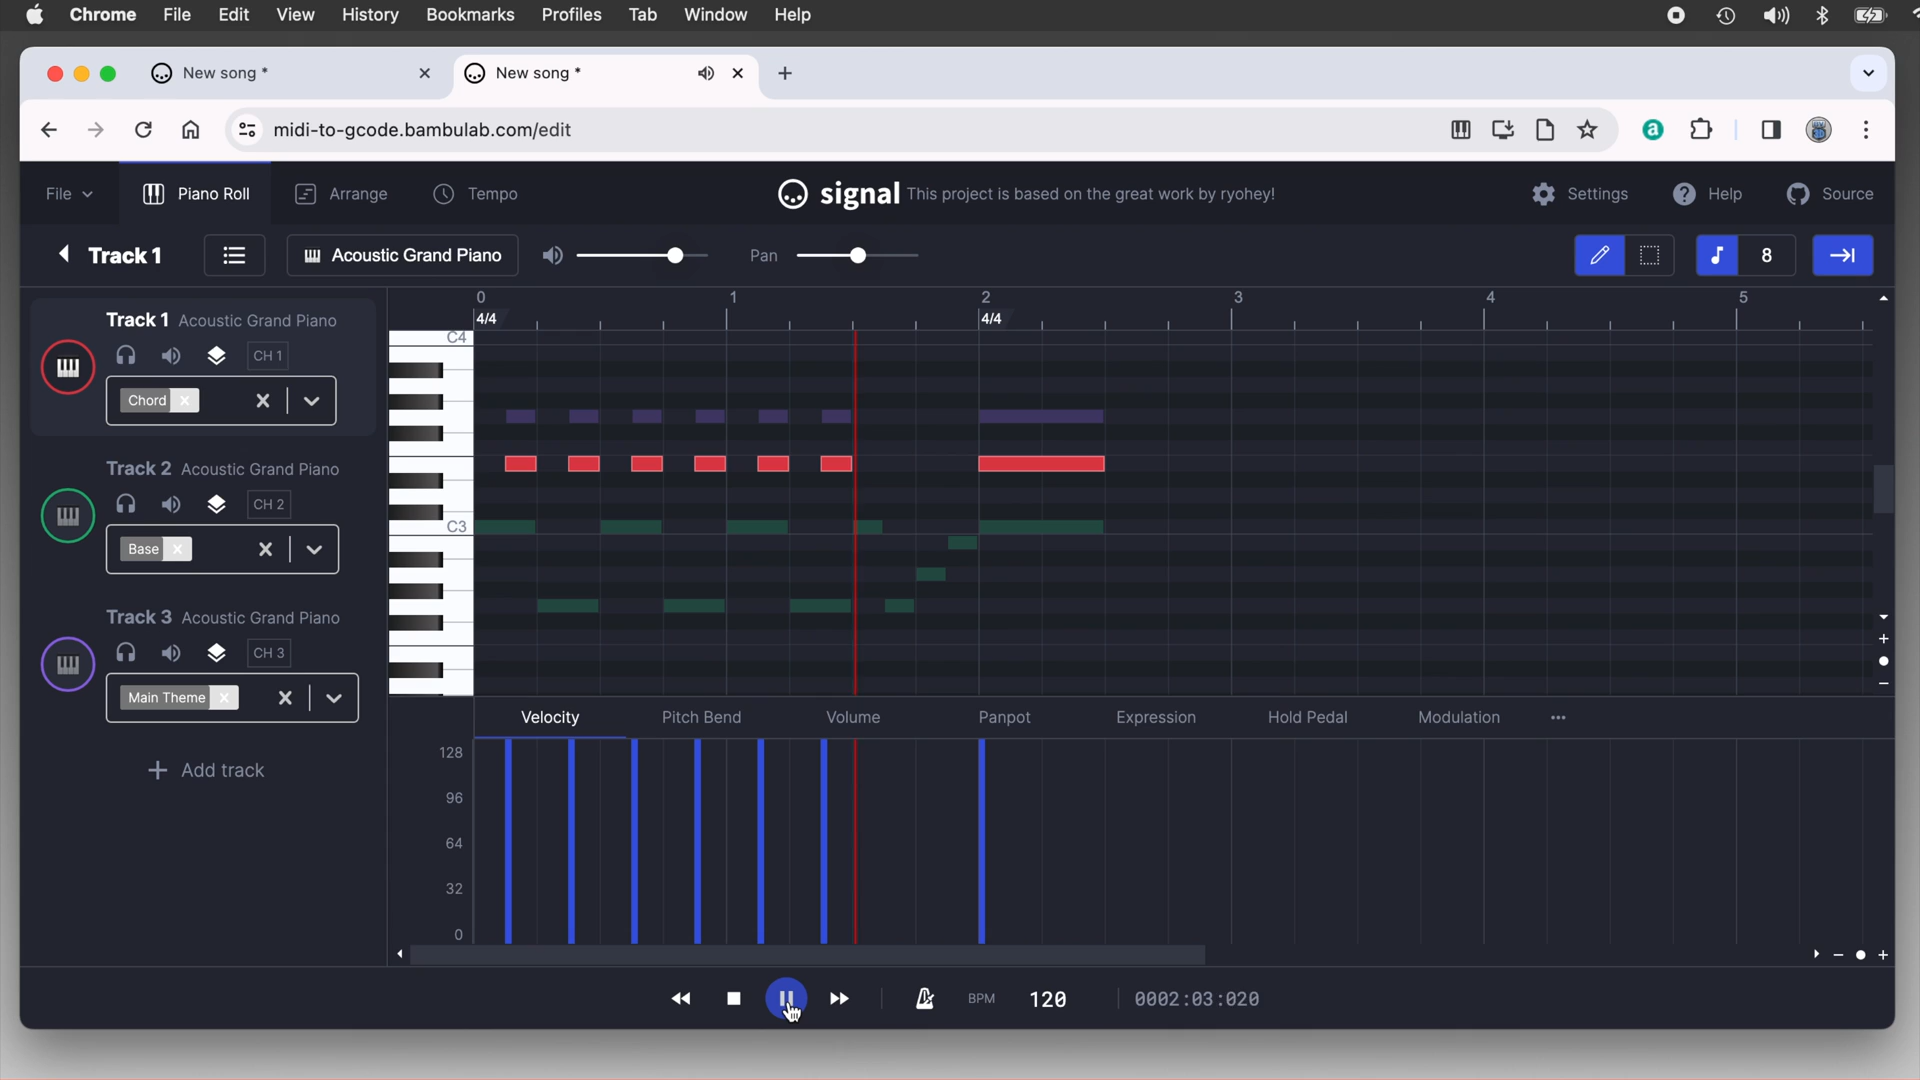 Chrome File Edit View History Bookmarks Profiles Tab Window Help
New song *
New song *
midi-to-gcode.bambulab.com/edit
a
File Piano Roll Arrange Tempo signal This project is based on the great work by ryohey! Settings Help Source
Track 1 Acoustic Grand Piano Pan 8
0 1 2 3 4 5
4/4 4/4
Track 1 Acoustic Grand Piano
CH 1
Chord
Track 2 Acoustic Grand Piano
CH 2
Base
Track 3 Acoustic Grand Piano
CH 3
Main Theme
Add track
C4
C3
Velocity Pitch Bend Volume Panpot Expression Hold Pedal Modulation ...
128
96
64
32
0
BPM 120 0002:03:020